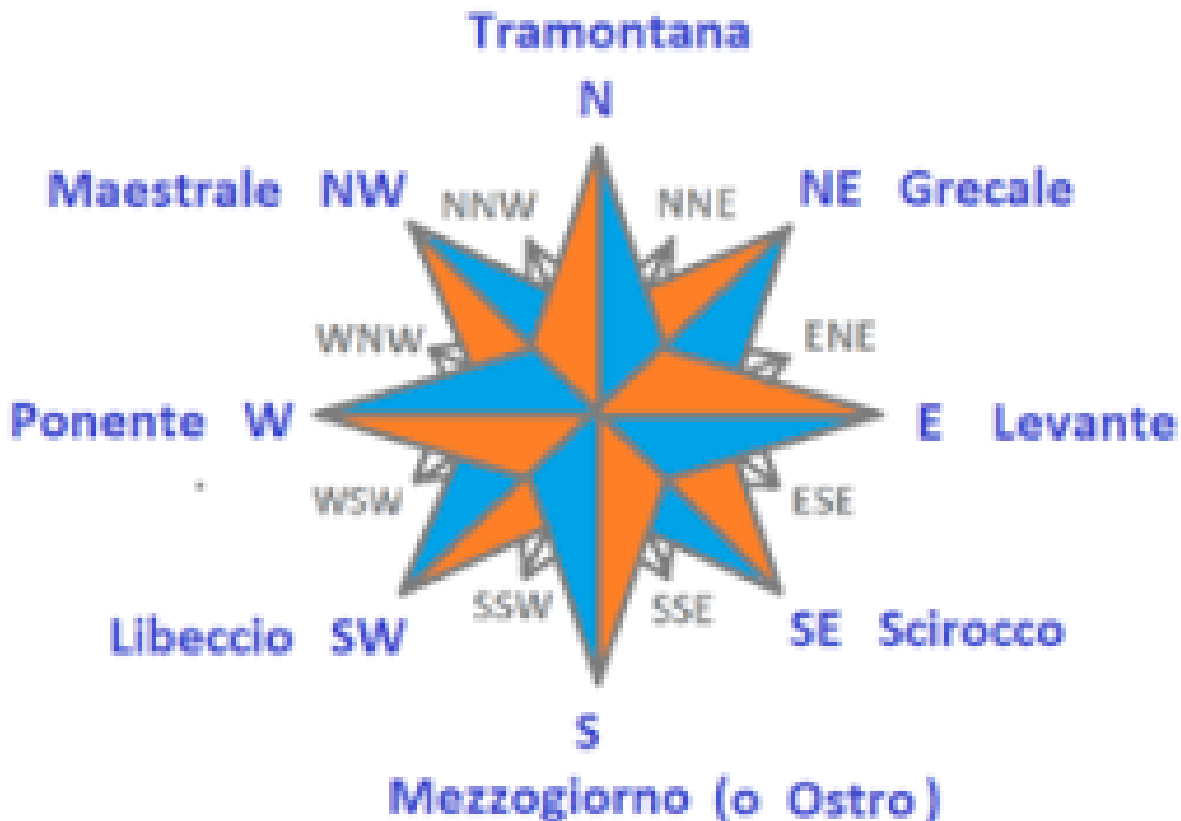 Tramontana
N
Maestrale NW
NNW
NNE
NE Grecale
WNW
ENE
Ponente W
E Levante
WSW
ESE
SSW
SSE
Libeccio SW
SE Scirocco
S
Mezzogiorno (o Ostro)